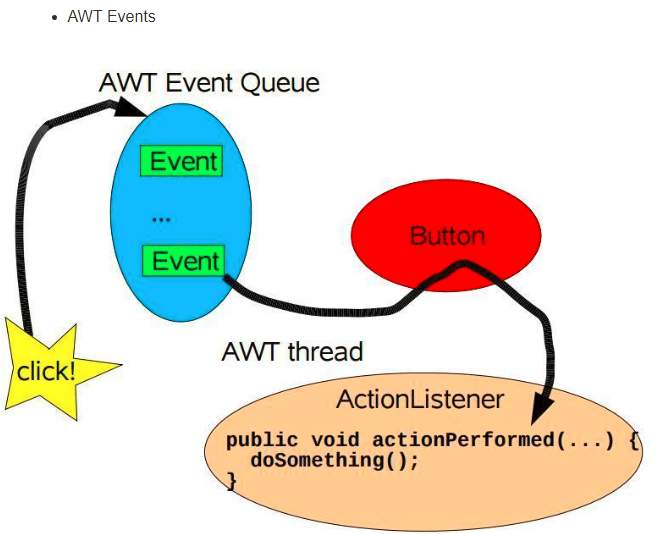 AWT Events
AWT Event Queue
Event
...
Event
Button
click!
AWT thread
ActionListener
public void actionPerformed(...) {
doSomething();
}